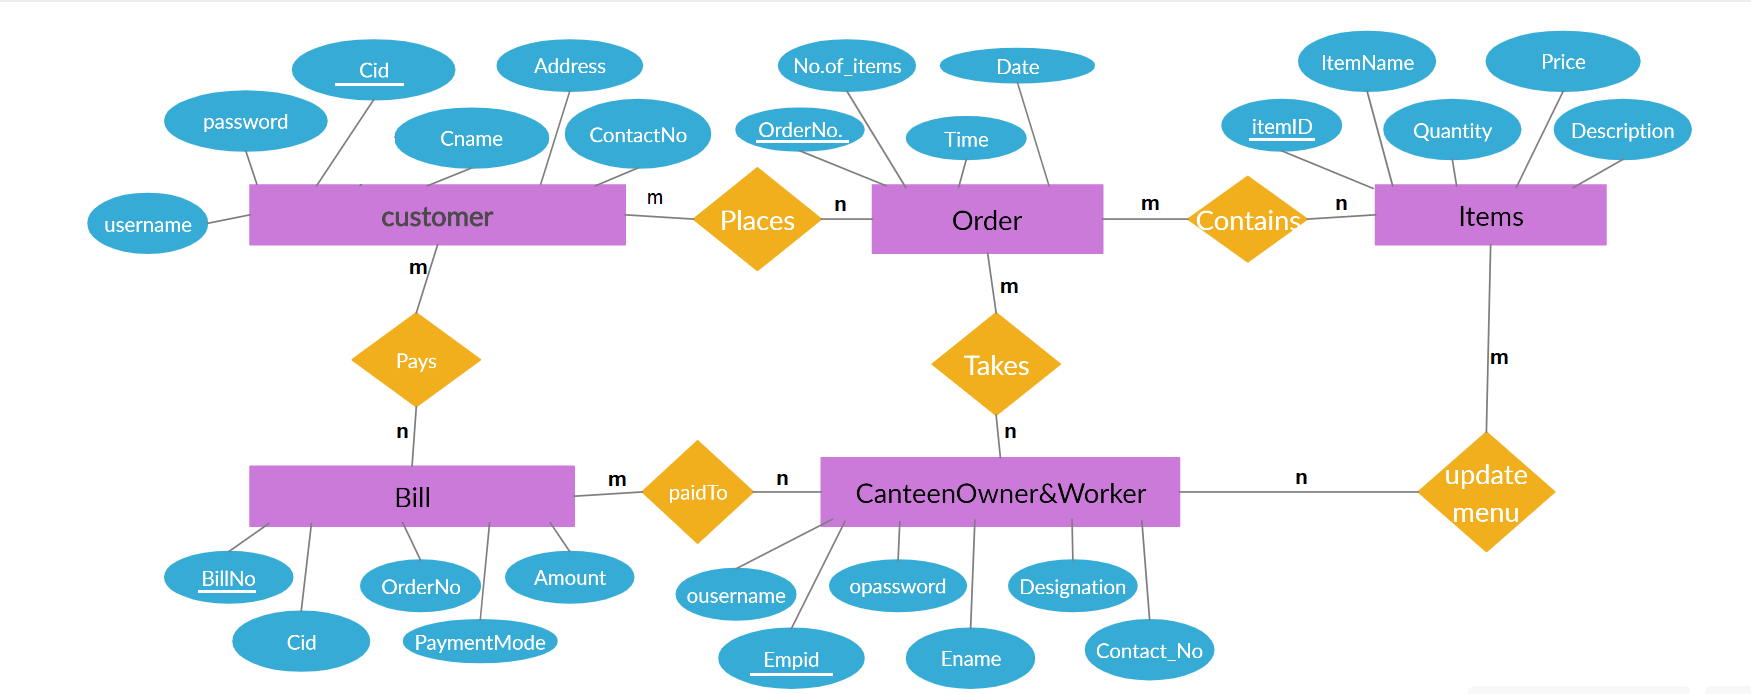 Cid
Address
No.of_items
Date
ItemName
Price
password
Cname
ContactNo
OrderNo.
Time
itemID
Quantity
Description
username
customer
m
Places
n
Order
m
Contains
n
Items
m
m
Pays
Takes
m
n
n
Bill
m
paidTo
n
CanteenOwner&Worker
n
update
menu
BillNo
OrderNo
Amount
ousername
opassword
Designation
Cid
PaymentMode
Empid
Ename
Contact_No